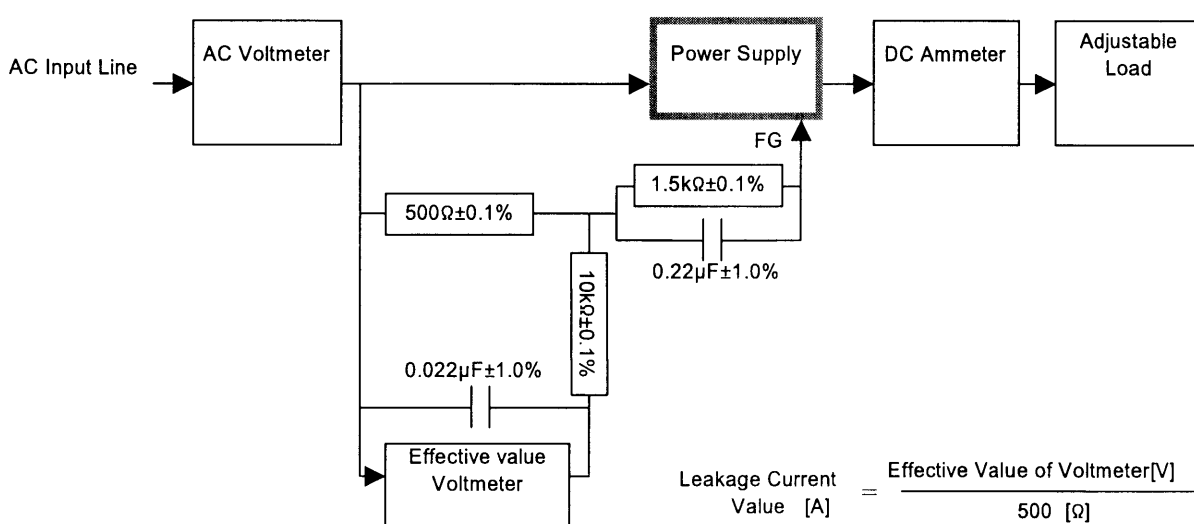 AC Input Line
AC Voltmeter
Power Supply
DC Ammeter
Adjustable
Load
FG
500Ω±0.1%
1.5kΩ±0.1%
0.22µF±1.0%
10kΩ±0.1%
0.022µF±1.0%
Effective value
Voltmeter
Leakage Current
Value [A]
=
Effective Value of Voltmeter[V]
500 [Ω]